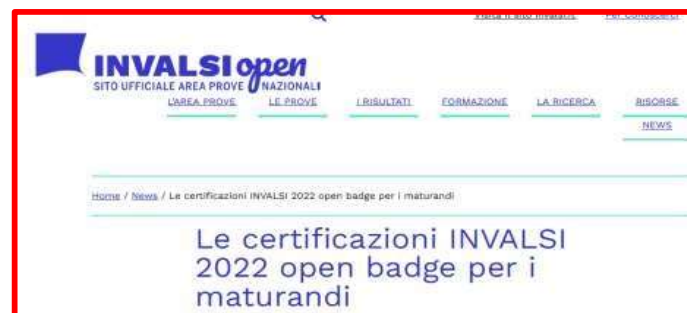 Visita il sito Invalsi.it Per conoscerci
INVALSI open
SITO UFFICIALE AREA PROVE NAZIONALI
L'AREA PROVE LE PROVE I RISULTATI FORMAZIONE LA RICERCA RISORSE
NEWS
Home / News / Le certificazioni INVALSI 2022 open badge per i maturandi
Le certificazioni INVALSI
2022 open badge per i
maturandi